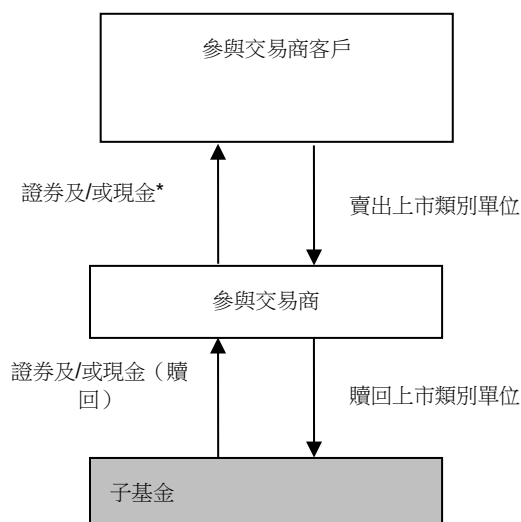 參與交易商客戶
證券及/或現金*
賣出上市類別單位
參與交易商
證券及/或現金（贖
回）
贖回上市類別單位
子基金